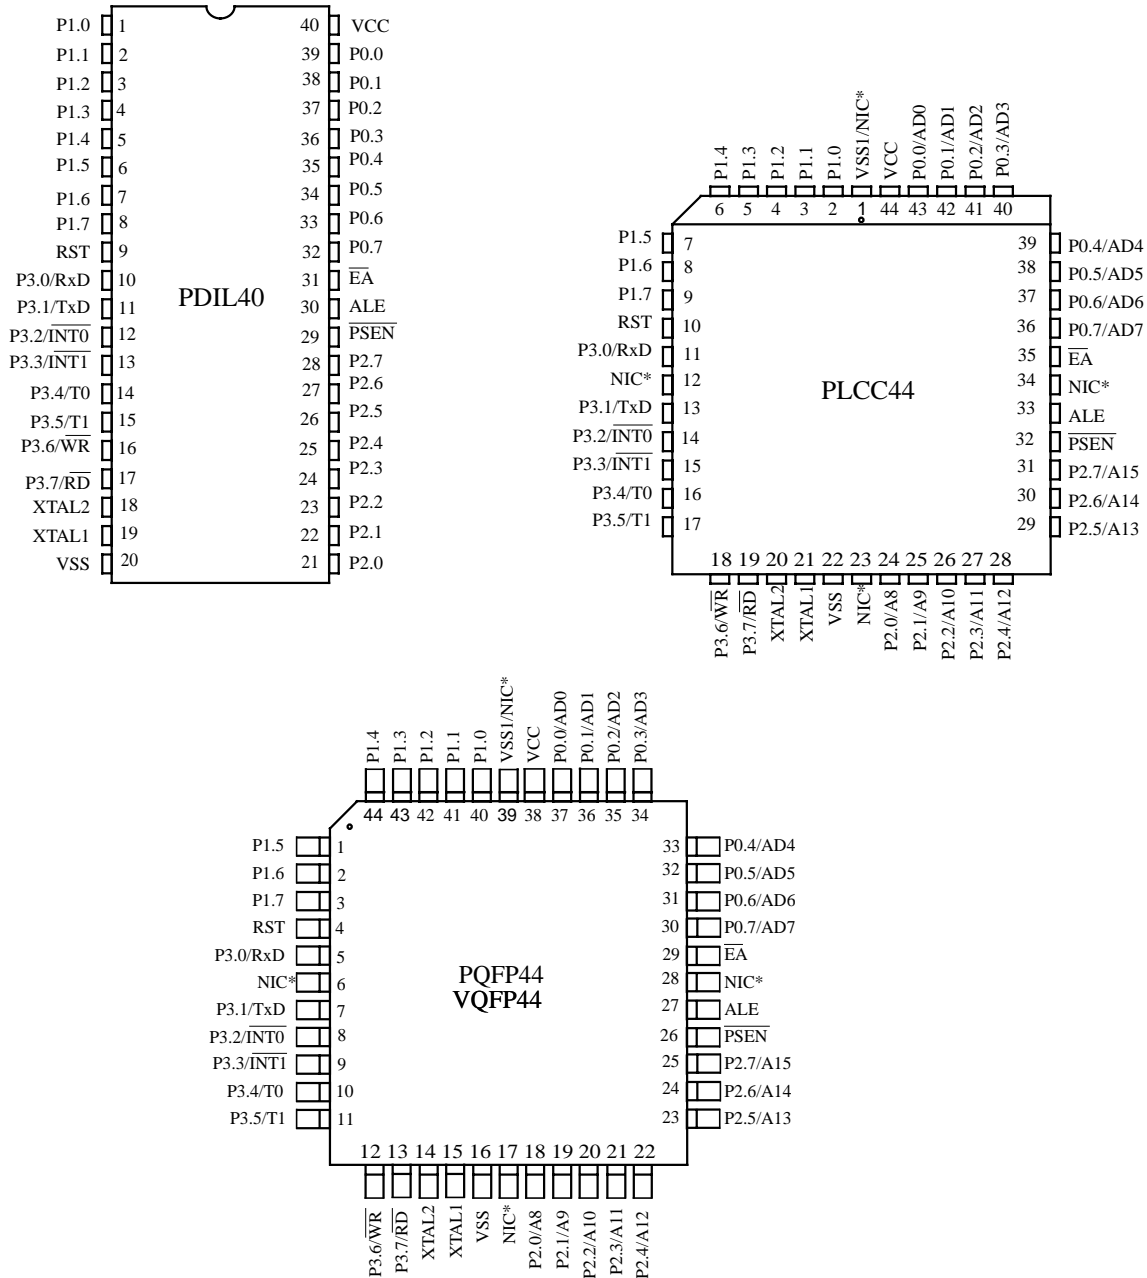 P1.0 1 40 VCC
P1.1 2 39 P0.0
P1.2 3 38 P0.1
P1.3 4 37 P0.2
P1.4 5 36 P0.3
P1.5 6 35 P0.4
P1.6 7 34 P0.5
P1.7 8 33 P0.6
RST 9 32 P0.7
P3.0/RxD 10 31 EA
PDIL40
P3.1/TxD 11 30 ALE
P3.2/INT0 12 29 PSEN
P3.3/INT1 13 28 P2.7
P3.4/T0 14 27 P2.6
P3.5/T1 15 26 P2.5
P3.6/WR 16 25 P2.4
P3.7/RD 17 24 P2.3
XTAL2 18 23 P2.2
XTAL1 19 22 P2.1
VSS 20 21 P2.0
P1.4 P1.3 P1.2 P1.1 P1.0 VSS1/NIC* VCC P0.0/AD0 P0.1/AD1 P0.2/AD2 P0.3/AD3
6 5 4 3 2 1 44 43 42 41 40
P1.5 7 39 P0.4/AD4
P1.6 8 38 P0.5/AD5
P1.7 9 37 P0.6/AD6
RST 10 36 P0.7/AD7
P3.0/RxD 11 35 EA
NIC* 12 34 NIC*
PLCC44
P3.1/TxD 13 33 ALE
P3.2/INT0 14 32 PSEN
P3.3/INT1 15 31 P2.7/A15
P3.4/T0 16 30 P2.6/A14
P3.5/T1 17 29 P2.5/A13
18 19 20 21 22 23 24 25 26 27 28
P3.6/WR P3.7/RD XTAL2 XTAL1 VSS NIC* P2.0/A8 P2.1/A9 P2.2/A10 P2.3/A11 P2.4/A12
P1.4 P1.3 P1.2 P1.1 P1.0 VSS1/NIC* VCC P0.0/AD0 P0.1/AD1 P0.2/AD2 P0.3/AD3
44 43 42 41 40 39 38 37 36 35 34
P1.5 1 33 P0.4/AD4
P1.6 2 32 P0.5/AD5
P1.7 3 31 P0.6/AD6
RST 4 30 P0.7/AD7
P3.0/RxD 5 29 EA
PQFP44
NIC* 6 28 NIC*
VQFP44
P3.1/TxD 7 27 ALE
P3.2/INT0 8 26 PSEN
P3.3/INT1 9 25 P2.7/A15
P3.4/T0 10 24 P2.6/A14
P3.5/T1 11 23 P2.5/A13
12 13 14 15 16 17 18 19 20 21 22
P3.6/WR P3.7/RD XTAL2 XTAL1 VSS NIC* P2.0/A8 P2.1/A9 P2.2/A10 P2.3/A11 P2.4/A12